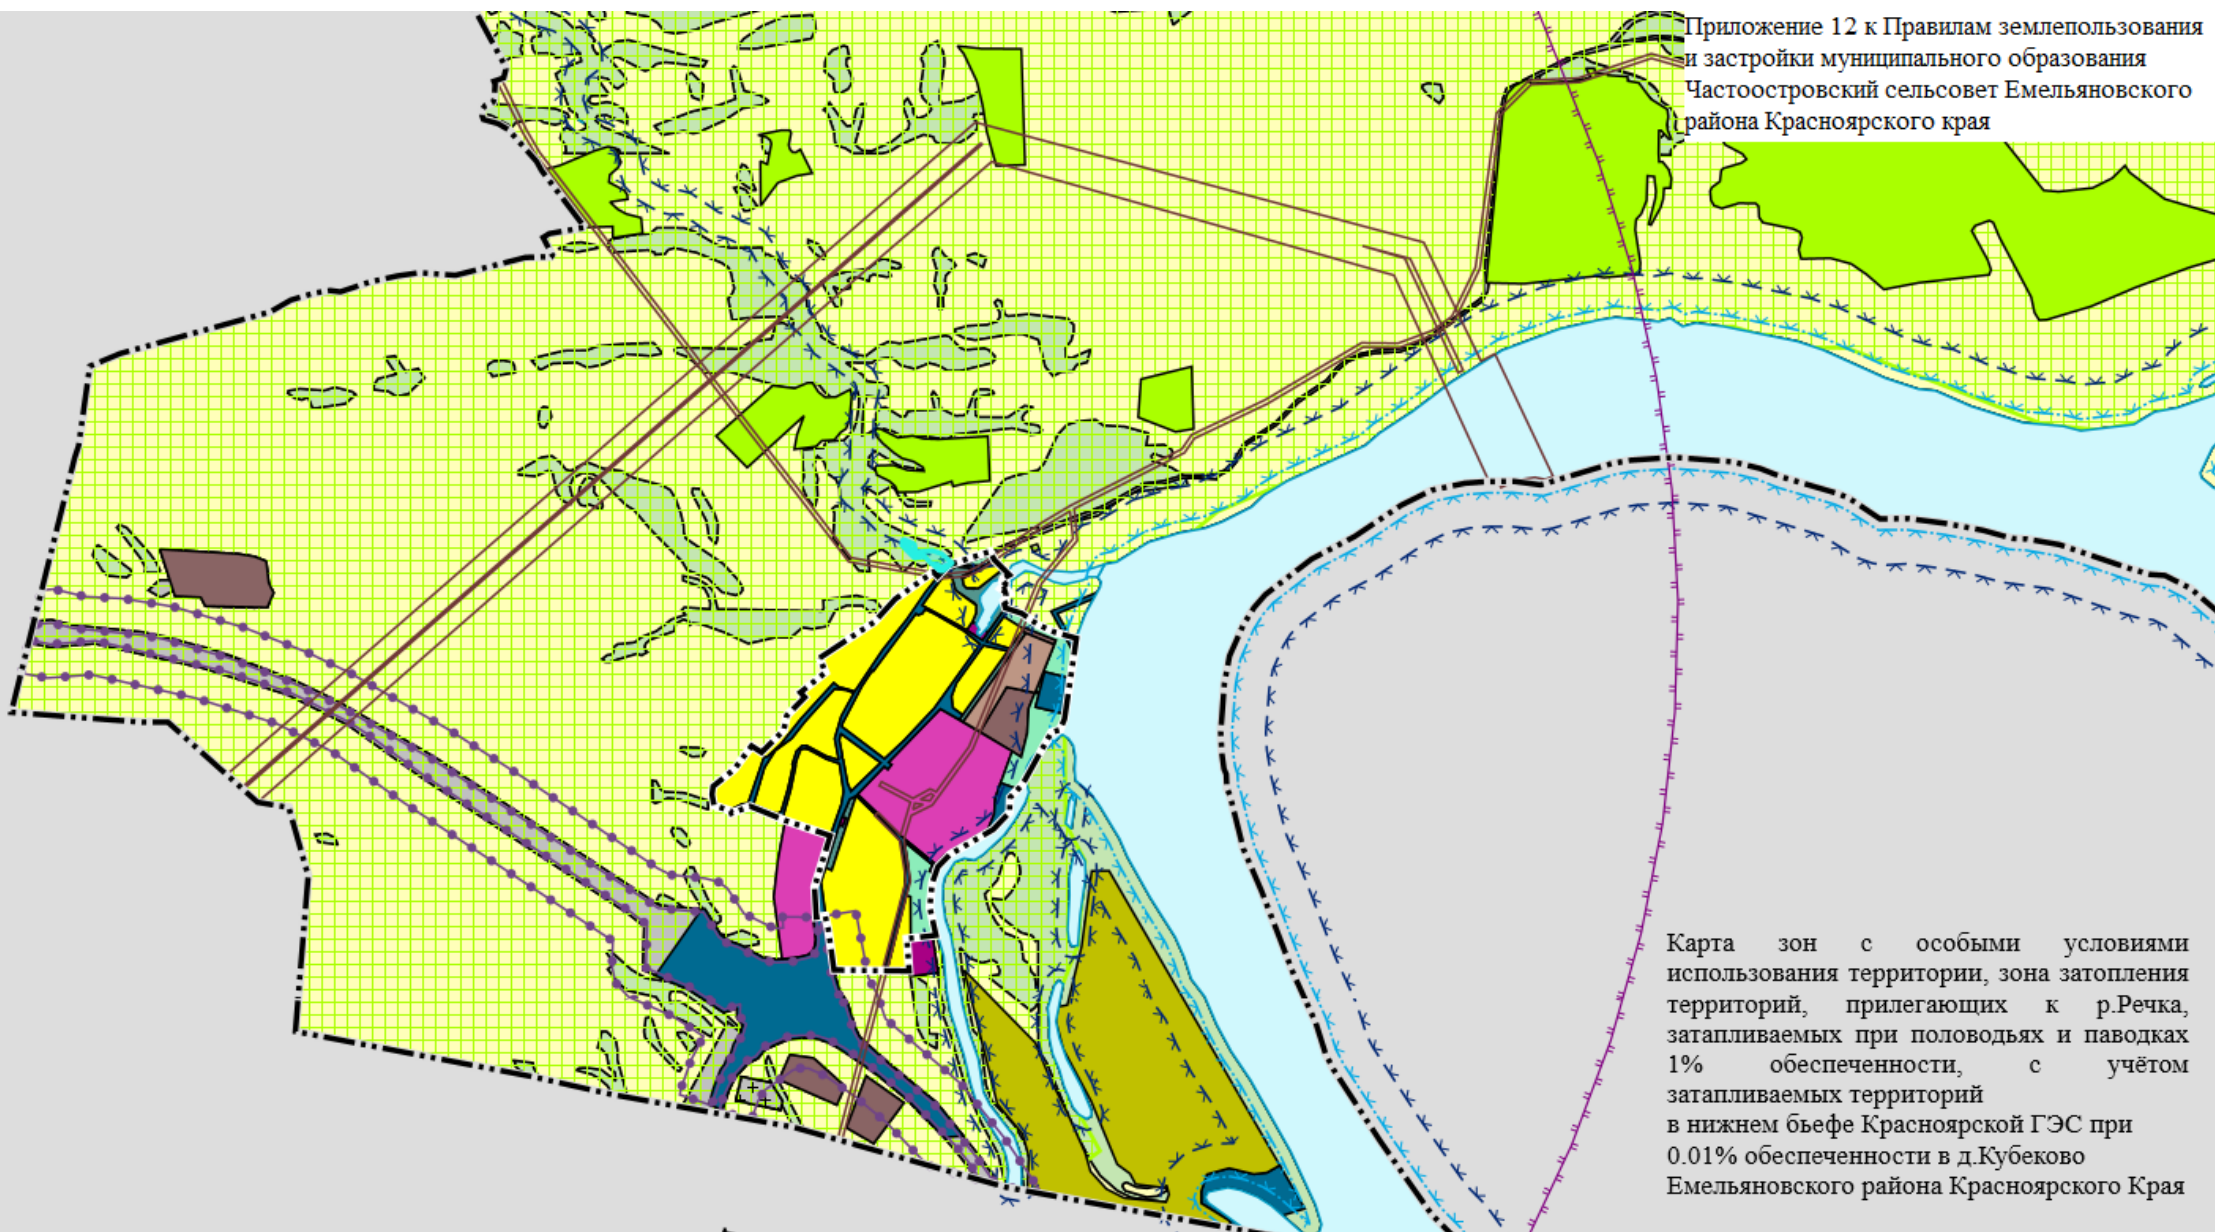 Приложение 12 к Правилам землепользования
и застройки муниципального образования
Частоостровский сельсовет Емельяновского
района Красноярского края
Карта зон с особыми условиями
использования территории, зона затопления
территорий, прилегающих к р.Речка,
затапливаемых при половодьях и паводках
1% обеспеченности, с учётом
затапливаемых территорий
в нижнем бьефе Красноярской ГЭС при
0.01% обеспеченности в д.Кубеково
Емельяновского района Красноярского Края